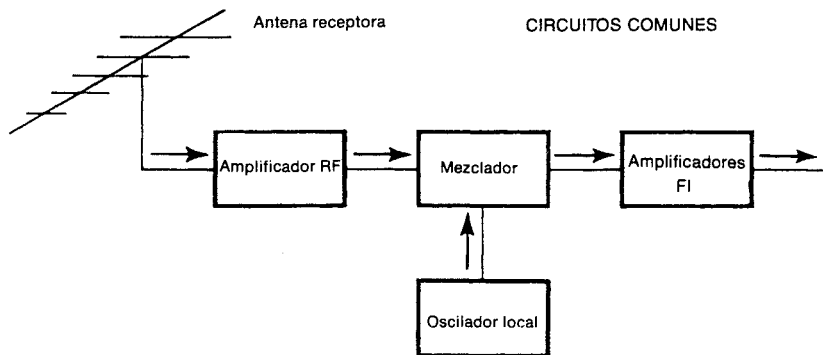 Antena receptora
CIRCUITOS COMUNES
Amplificador RF
Mezclador
Amplificadores
FI
Oscilador local